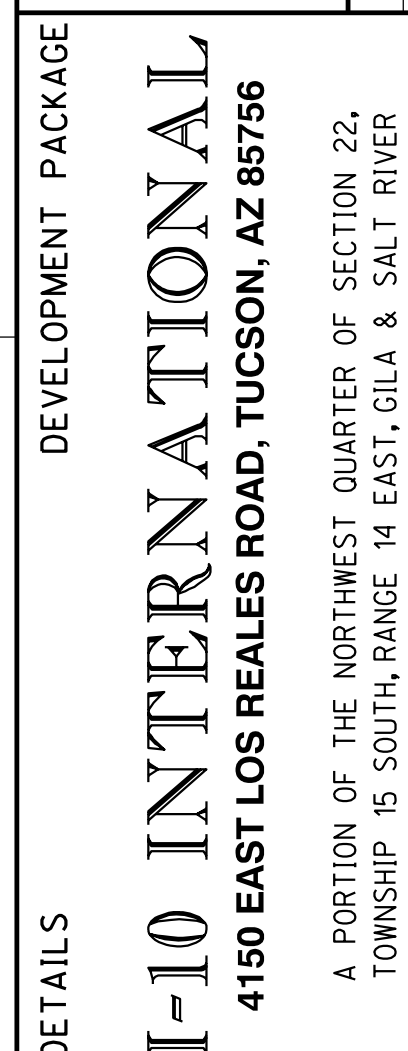 DETAILS DEVELOPMENT PACKAGE
I-10 INTERNATIONAL
4150 EAST LOS REALES ROAD, TUCSON, AZ 85756
A PORTION OF THE NORTHWEST QUARTER OF SECTION 22,
TOWNSHIP 15 SOUTH, RANGE 14 EAST, GILA & SALT RIVER